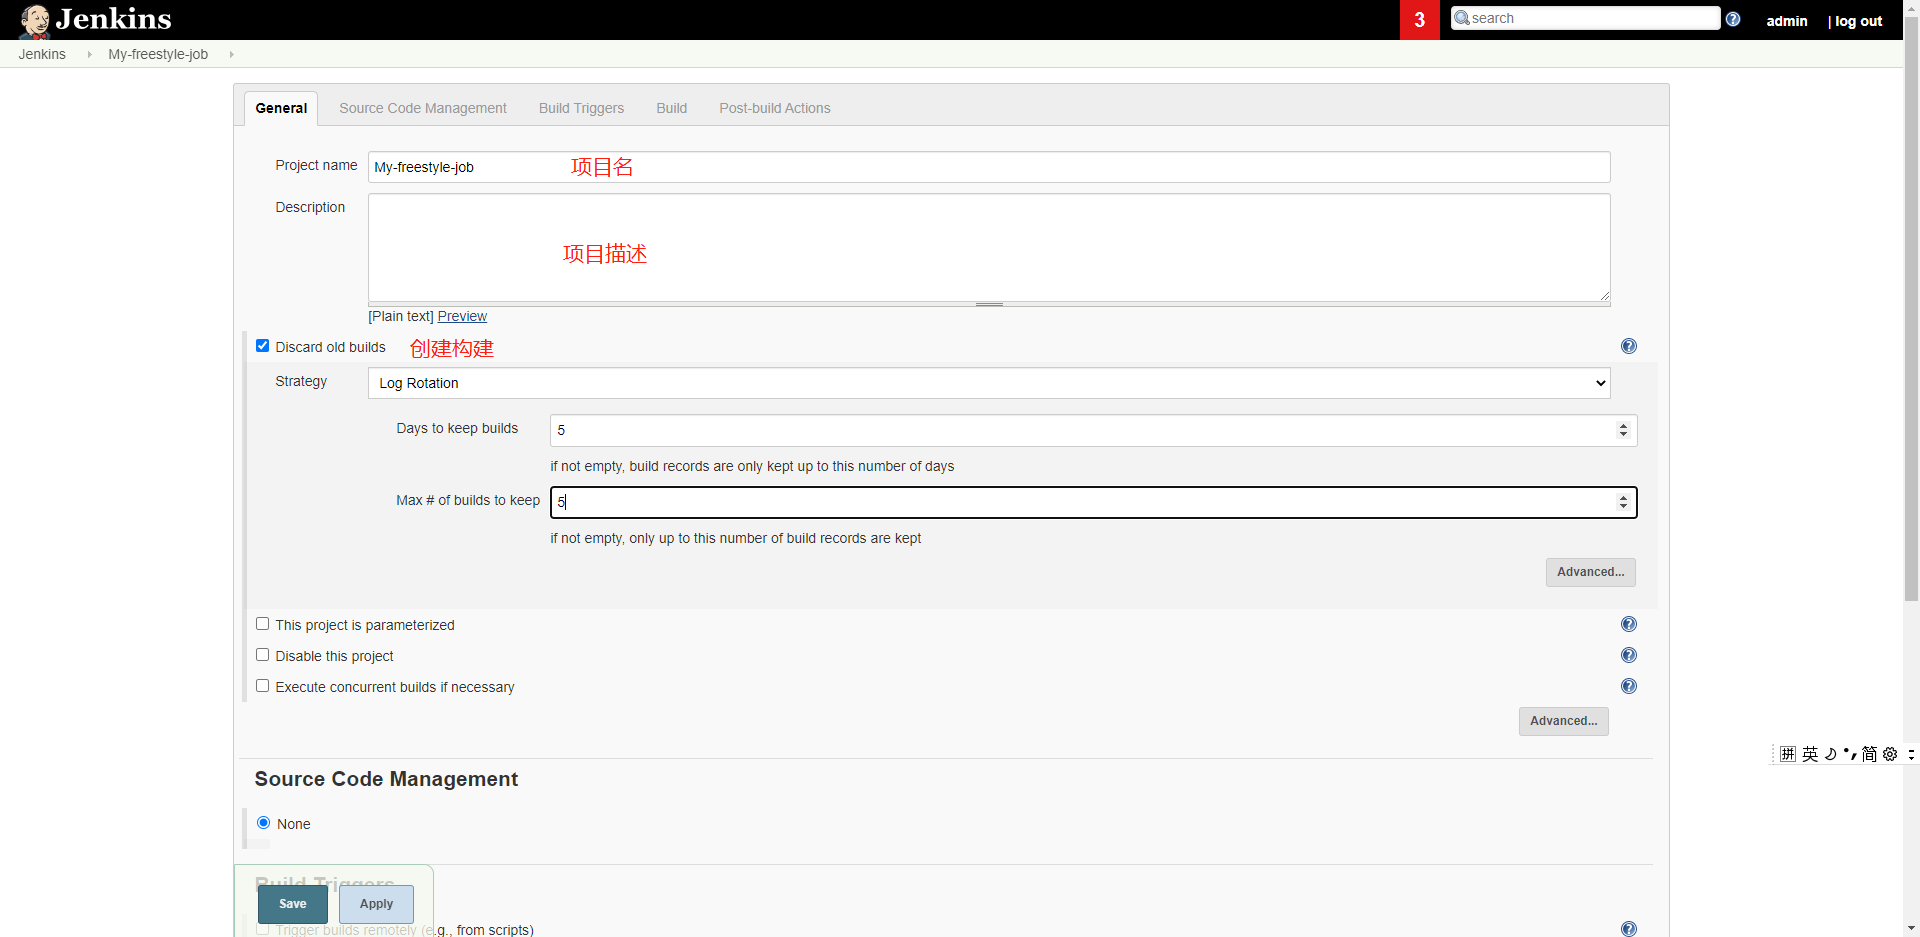 Jenkins
3
search
admin
| log out
Jenkins
My-freestyle-job
General
Source Code Management
Build Triggers
Build
Post-build Actions
Project name
My-freestyle-job
项目名
Description
项目描述
[Plain text] Preview
Discard old builds
创建构建
Strategy
Log Rotation
Days to keep builds
5
if not empty, build records are only kept up to this number of days
Max # of builds to keep
5
if not empty, only up to this number of build records are kept
Advanced...
This project is parameterized
Disable this project
Execute concurrent builds if necessary
Advanced...
拼 英 简
Source Code Management
None
Build Triggers
Save
Apply
Trigger builds remotely (e.g., from scripts)